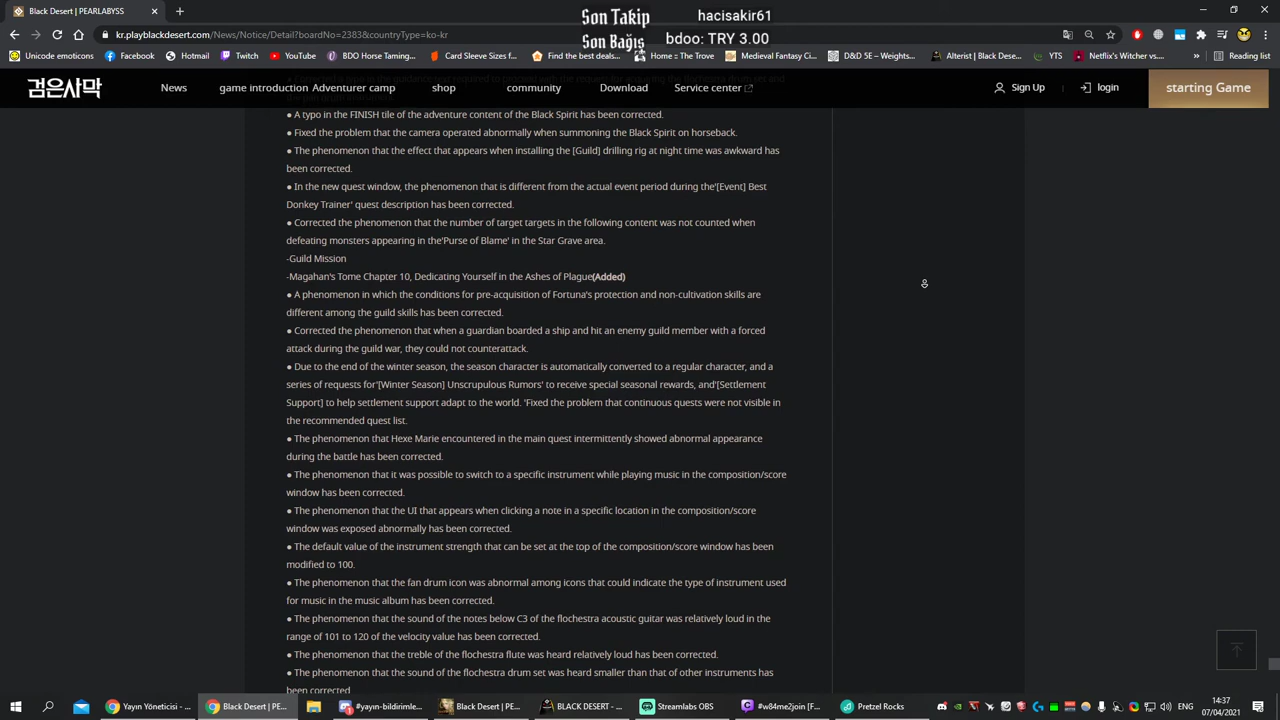 Black Desert | PEARLABYSS
Son Takip hacisakir61
Son Bağış bdoo: TRY 3.00
kr.playblackdesert.com/News/Notice/Detail?boardNo=2383&countryType=ko-kr
Unicode emoticons
Twitch
Twitter
YouTube
BDO Horse Taming...
Card Sleeve Sizes f...
Find the best deals...
Home :: The Trove
Medieval Fantasy Ci...
D&D 5E – Weapons...
Alterist | Black Dese...
YTS
Netflix's Witcher vs...
Reading list
검은사막
News
game introduction
Adventurer camp
shop
community
Download
Service center
Sign Up
login
starting Game
● A typo in the FINISH tile of the adventure content of the Black Spirit has been corrected.
● Fixed the problem that the camera operated abnormally when summoning the Black Spirit on horseback.
● The phenomenon that the effect that appears when installing the [Guild] drilling rig at night time was awkward has
been corrected.
● In the new quest window, the phenomenon that is different from the actual event period during the'[Event] Best
Donkey Trainer' quest description has been corrected.
● Corrected the phenomenon that the number of target targets in the following content was not counted when
defeating monsters appearing in the'Purse of Blame' in the Star Grave area.
-Guild Mission
-Magahan's Tome Chapter 10, Dedicating Yourself in the Ashes of Plague(Added)
● A phenomenon in which the conditions for pre-acquisition of Fortuna's protection and non-cultivation skills are
different among the guild skills has been corrected.
● Corrected the phenomenon that when a guardian boarded a ship and hit an enemy guild member with a forced
attack during the guild war, they could not counterattack.
● Due to the end of the winter season, the season character is automatically converted to a regular character, and a
series of requests for'[Winter Season] Unscrupulous Rumors' to receive special seasonal rewards, and'[Settlement
Support] to help settlement support adapt to the world. 'Fixed the problem that continuous quests were not visible in
the recommended quest list.
● The phenomenon that Hexe Marie encountered in the main quest intermittently showed abnormal appearance
during the battle has been corrected.
● The phenomenon that it was possible to switch to a specific instrument while playing music in the composition/score
window has been corrected.
● The phenomenon that the UI that appears when clicking a note in a specific location in the composition/score
window was exposed abnormally has been corrected.
● The default value of the instrument strength that can be set at the top of the composition/score window has been
modified to 100.
● The phenomenon that the fan drum icon was abnormal among icons that could indicate the type of instrument used
for music in the music album has been corrected.
● The phenomenon that the sound of the notes below C3 of the flochestra acoustic guitar was relatively loud in the
range of 101 to 120 of the velocity value has been corrected.
● The phenomenon that the treble of the flochestra flute was heard relatively loud has been corrected.
● The phenomenon that the sound of the flochestra drum set was heard smaller than that of other instruments has
been corrected
Yayın Yöneticisi - ...
Black Desert | PE...
#yayın-bildirimle...
Black Desert | PE...
BLACK DESERT - ...
Streamlabs OBS
#w84me2join [F...
Pretzel Rocks
14:37
07/04/2021